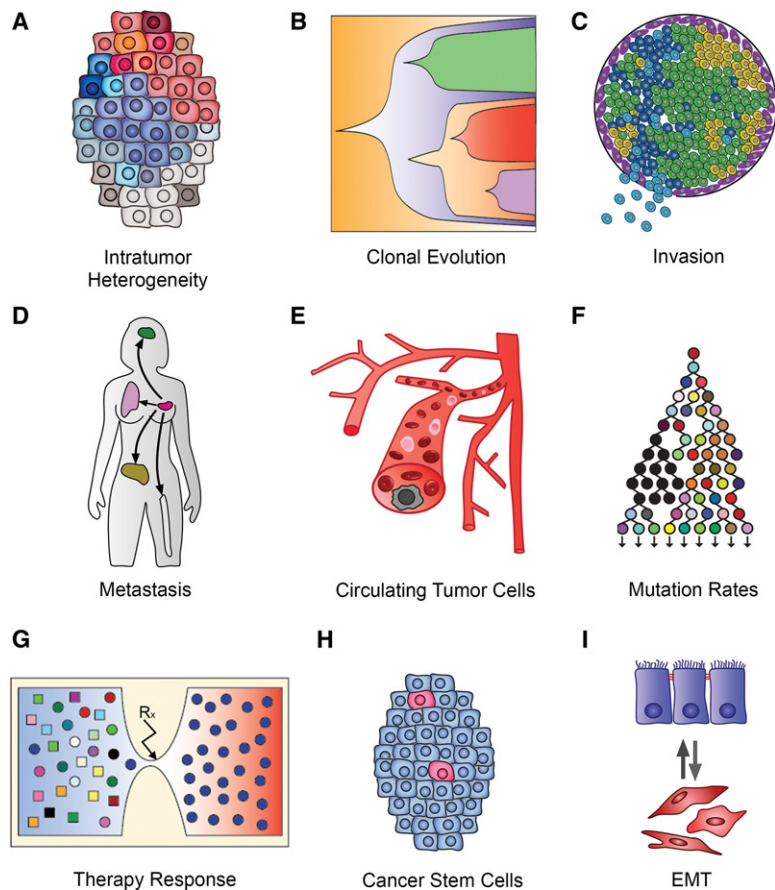 A
B
C
Intratumor
Heterogeneity
Clonal Evolution
Invasion
D
E
F
Metastasis
Circulating Tumor Cells
Mutation Rates
G
H
I
Rx
Therapy Response
Cancer Stem Cells
EMT